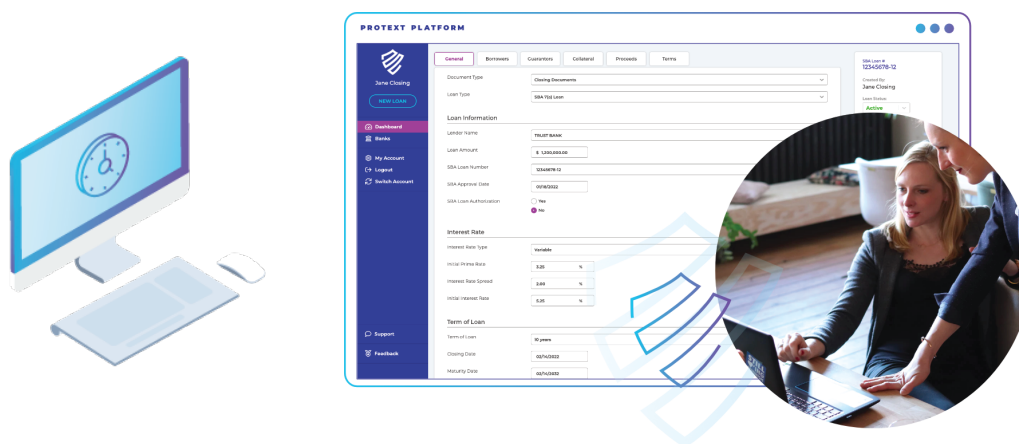 PROTEXT PLATFORM
Jane Closing
NEW LOAN
Dashboard
Banks
My Account
Logout
Switch Account
Support
Feedback
General Borrowers Guarantors Collateral Proceeds Terms
Document Type Closing Documents
Loan Type SBA 7(a) Loan
Loan Information
Lender Name TRUST BANK
Loan Amount $ 1,200,000.00
SBA Loan Number 12345678-12
SBA Approval Date 01/18/2022
SBA Loan Authorization Yes
No
Interest Rate
Interest Rate Type Variable
Initial Prime Rate 3.25 %
Interest Rate Spread 2.00 %
Initial Interest Rate 5.25 %
Term of Loan
Term of Loan 10 years
Closing Date 02/14/2022
Maturity Date 02/14/2032
SBA Loan #
12345678-12
Created By:
Jane Closing
Loan Status
Active